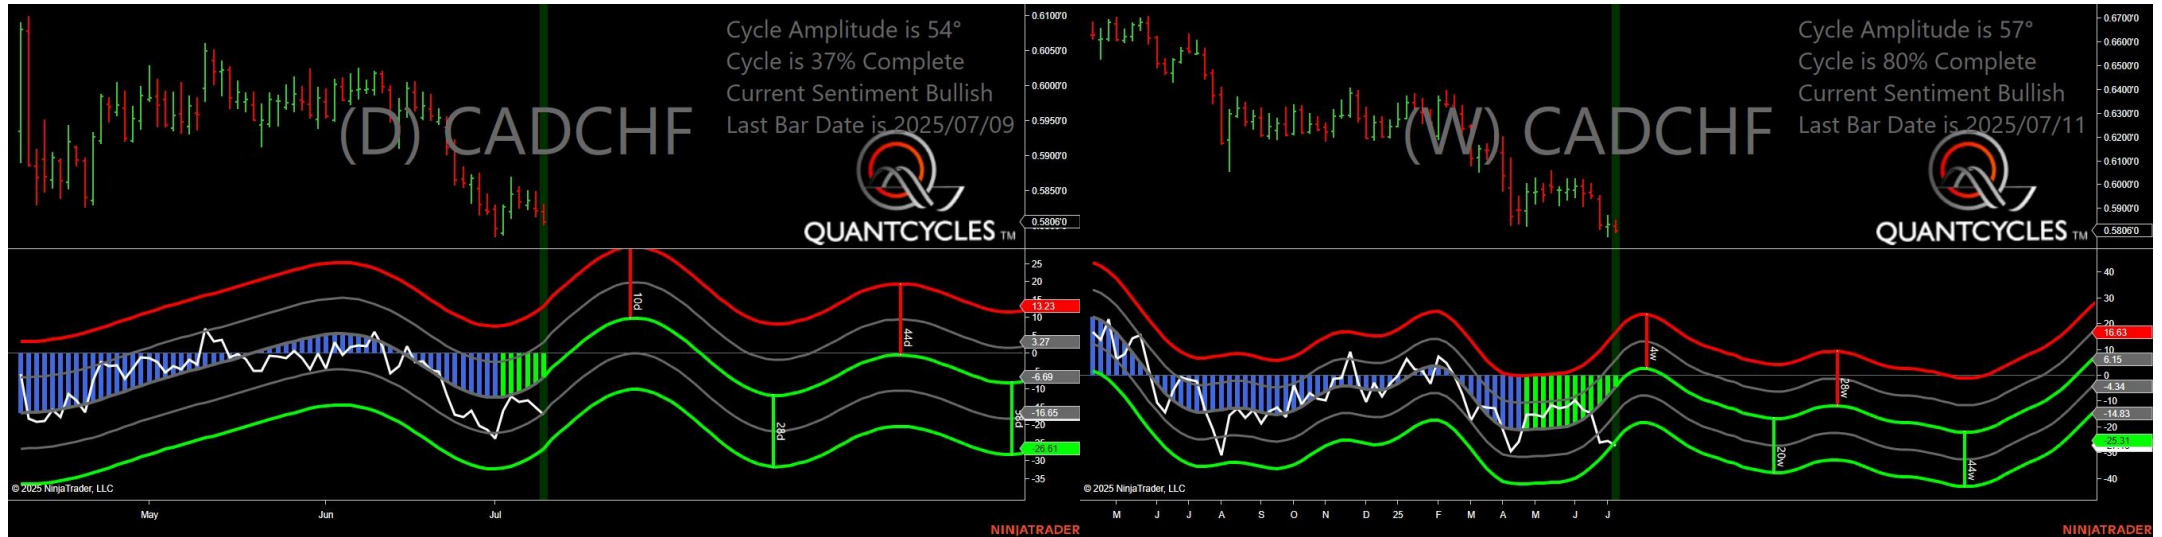 Cycle Amplitude is 54°
Cycle is 37% Complete
Current Sentiment Bullish
Last Bar Date is 2025/07/09
(D) CADCHF
QUANTCYCLES TM
0.6100'0
0.6050'0
0.6000'0
0.5950'0
0.5900'0
0.5850'0
0.5806'0
25
20
15
13.23
10
5
3.27
0
-6.69
-10
-16.65
-20
-25
-26.61
-30
-35
10d
44d
28d
© 2025 NinjaTrader, LLC
May
Jun
Jul
NINJATRADER
Cycle Amplitude is 57°
Cycle is 80% Complete
Current Sentiment Bullish
Last Bar Date is 2025/07/11
(W) CADCHF
QUANTCYCLES TM
0.6700'0
0.6600'0
0.6500'0
0.6400'0
0.6300'0
0.6200'0
0.6100'0
0.6000'0
0.5900'0
0.5806'0
40
30
20
16.63
10
6.15
0
-4.34
-10
-14.83
-20
-25.31
-30
-40
4w
28w
20w
44w
© 2025 NinjaTrader, LLC
M
J
J
A
S
O
N
D
25
F
M
A
M
J
J
NINJATRADER